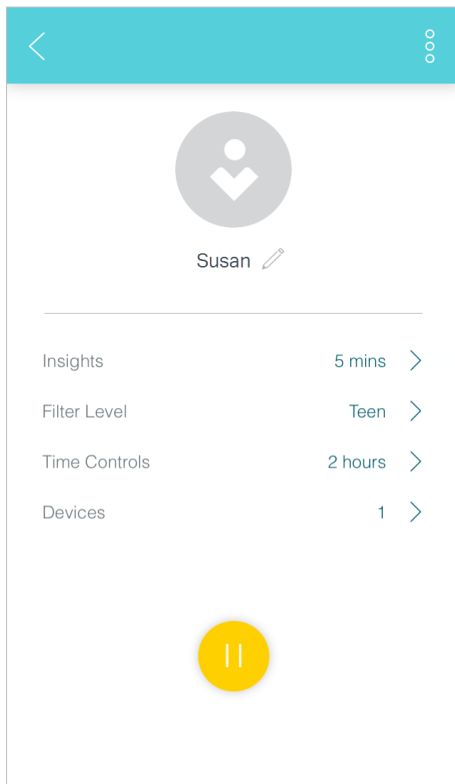 Susan
Insights 5 mins
Filter Level Teen
Time Controls 2 hours
Devices 1